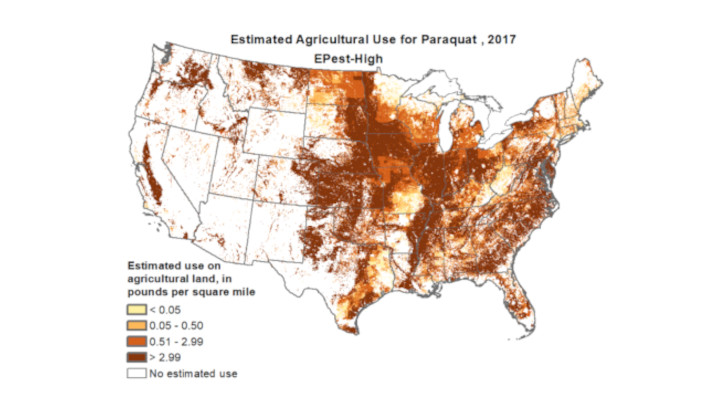 Estimated Agricultural Use for Paraquat , 2017
EPest-High
Estimated use on
agricultural land, in
pounds per square mile
< 0.05
0.05 - 0.50
0.51 - 2.99
> 2.99
No estimated use